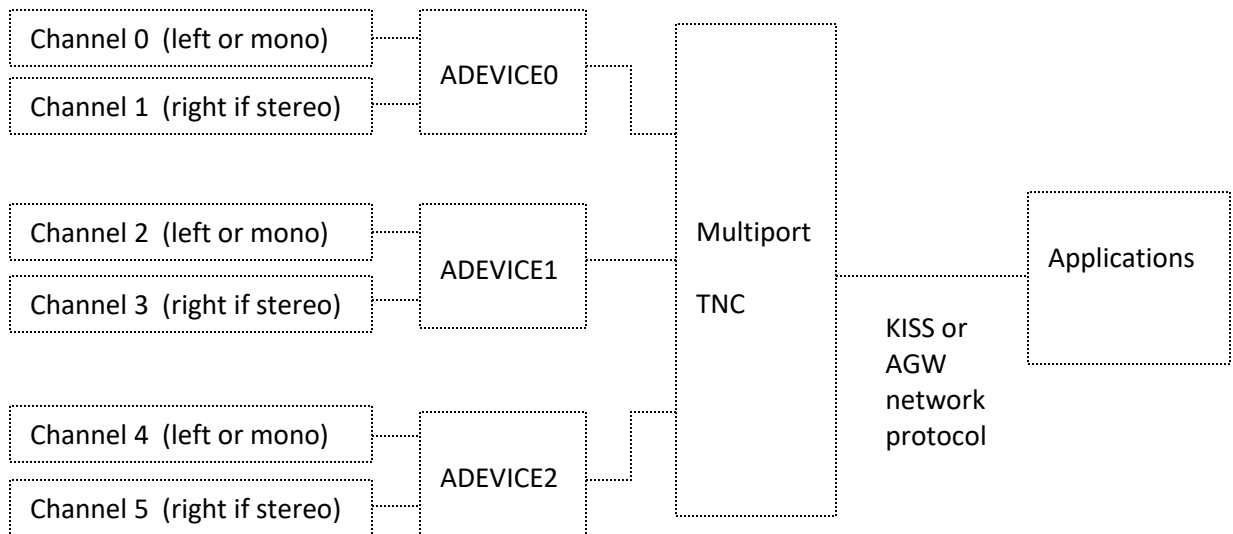 Channel 0 (left or mono)
Channel 1 (right if stereo)
ADEVICE0
Channel 2 (left or mono)
Channel 3 (right if stereo)
ADEVICE1
Channel 4 (left or mono)
Channel 5 (right if stereo)
ADEVICE2
Multiport
TNC
KISS or
AGW
network
protocol
Applications